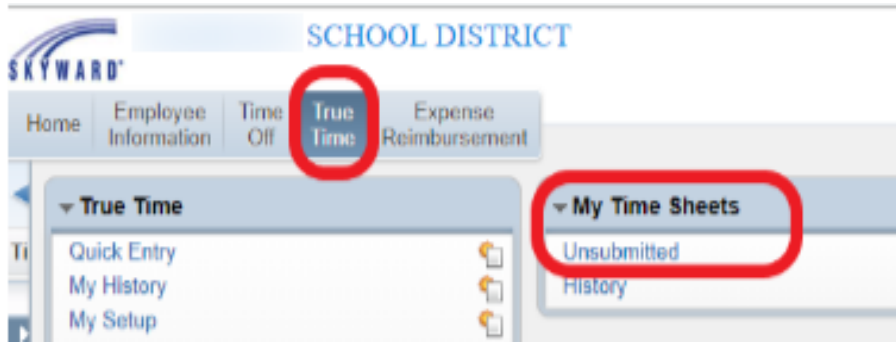 SCHOOL DISTRICT
SKYWARD
Home
Employee
Information
Time
Off
True
Time
Expense
Reimbursement
True Time
My Time Sheets
Ti
Quick Entry
Unsubmitted
My History
History
My Setup